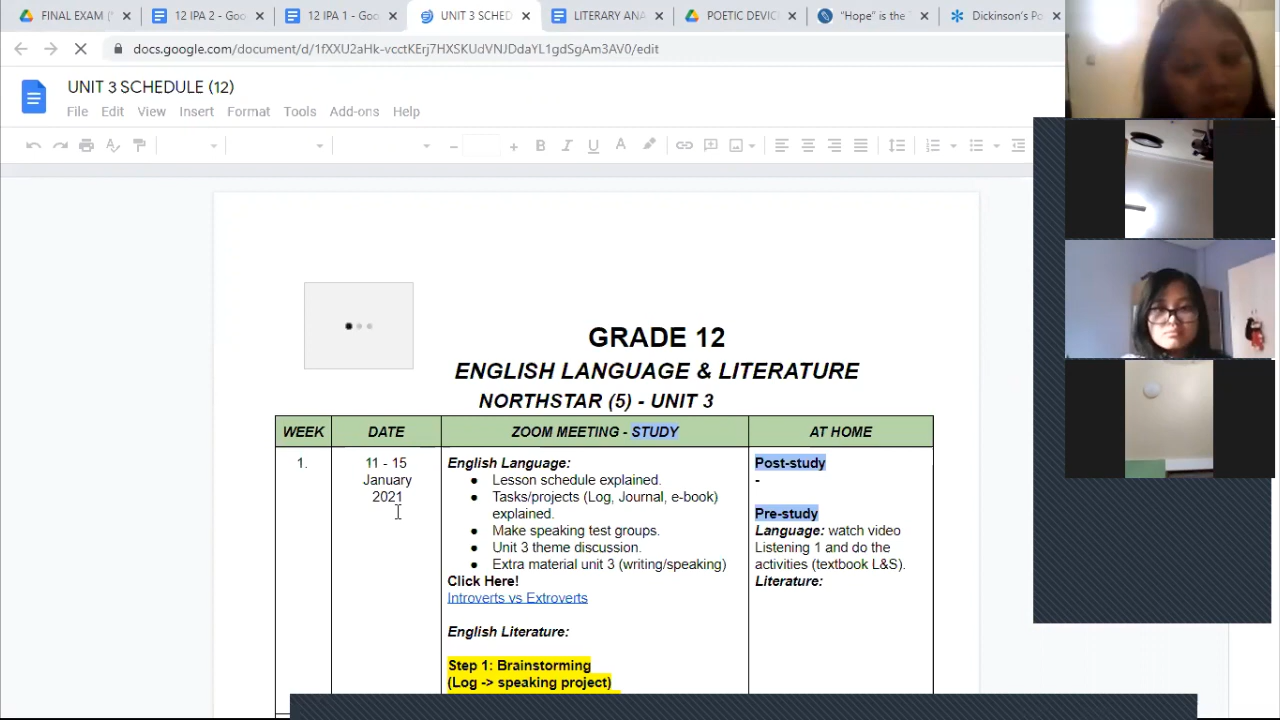 FINAL EXAM (
12 IPA 2 - Goo
12 IPA 1 - Goo
UNIT 3 SCHED
LITERARY ANA
POETIC DEVIC
"Hope" is the
Dickinson's Po
docs.google.com/document/d/1fXXU2aHk-vcctKErj7HXSKUdVNJDdaYL1gdSgAm3AV0/edit
UNIT 3 SCHEDULE (12)
File Edit View Insert Format Tools Add-ons Help
GRADE 12
ENGLISH LANGUAGE & LITERATURE
NORTHSTAR (5) - UNIT 3
WEEK DATE ZOOM MEETING - STUDY AT HOME
1.
11 - 15
January
2021
English Language:
● Lesson schedule explained.
● Tasks/projects (Log, Journal, e-book)
explained.
● Make speaking test groups.
● Unit 3 theme discussion.
● Extra material unit 3 (writing/speaking)
Click Here!
Introverts vs Extroverts
English Literature:
Step 1: Brainstorming
(Log -> speaking project)
Post-study
-
Pre-study
Language: watch video
Listening 1 and do the
activities (textbook L&S).
Literature: